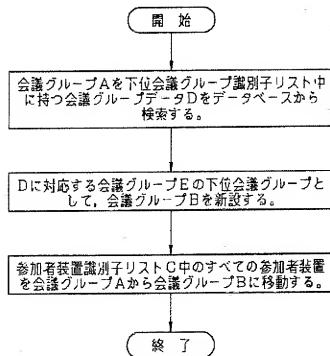 開始
会議グループAを下位会議グループ識別子リスト中
に持つ会議グループデータDをデータベースから
検索する。
Dに対応する会議グループEの下位会議グループと
して,会議グループBを新設する。
参加者装置識別子リストC中のすべての参加者装置
を会議グループAから会議グループBに移動する。
終了